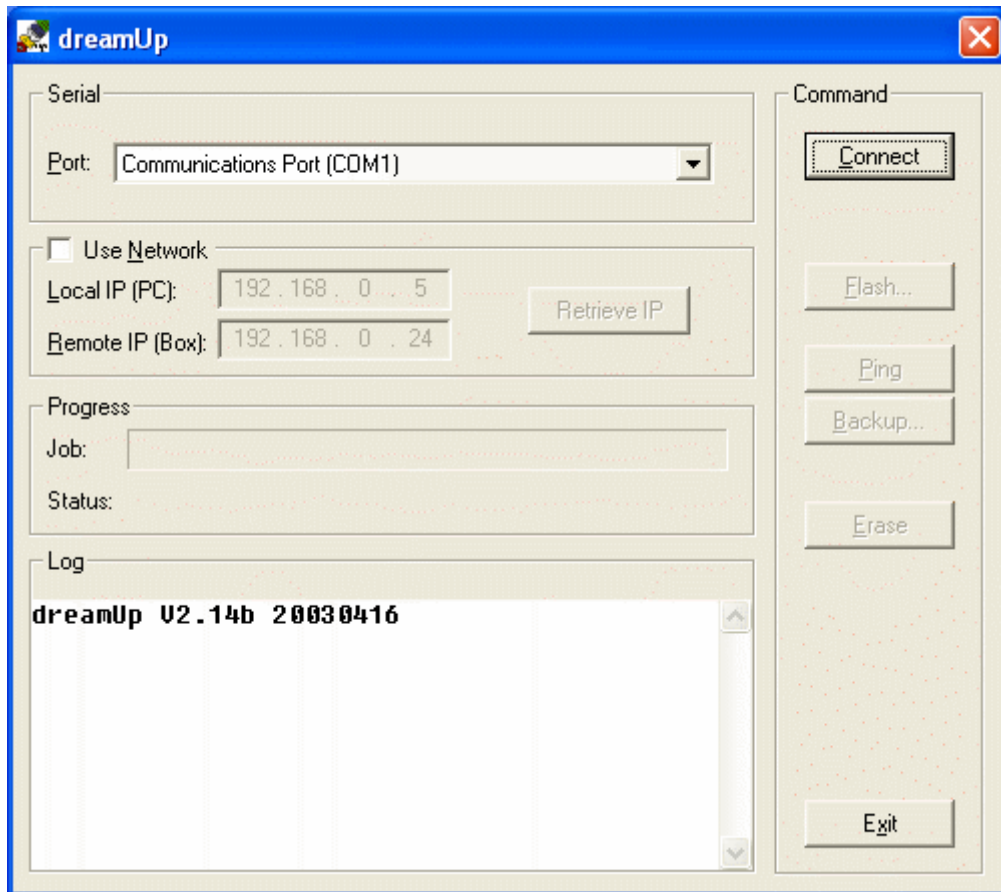 dreamUp
Serial
Port: Communications Port (COM1)
Use Network
Local IP (PC): 192 . 168 . 0 . 5
Remote IP (Box): 192 . 168 . 0 . 24
Retrieve IP
Progress
Job:
Status:
Log
dreamUp V2.14b 20030416
Command
Connect
Flash...
Ping
Backup...
Erase
Exit